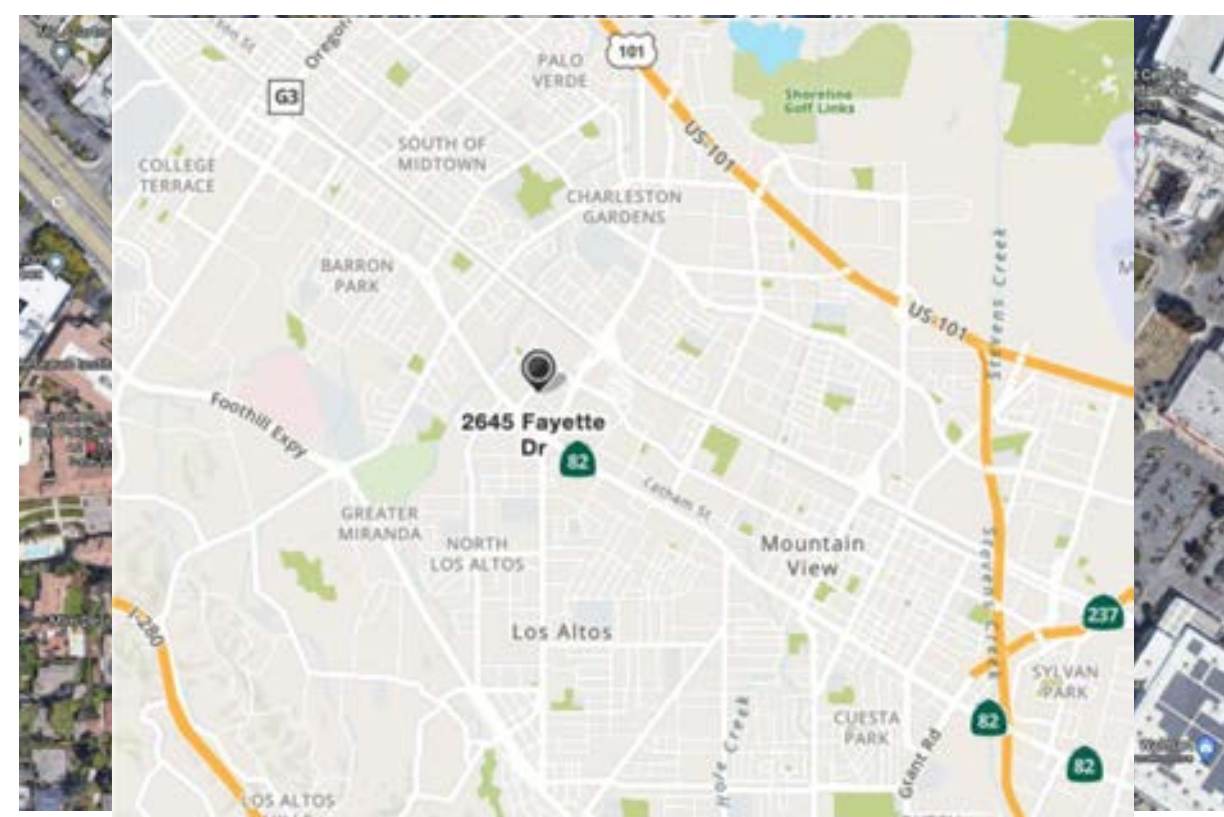 Oregon
101
PALO
VERDE
G3
Shoreline
Golf Links
SOUTH OF
MIDTOWN
US-101
COLLEGE
TERRACE
CHARLESTON
GARDENS
BARRON
PARK
Stevens Creek
M
US-101
2645 Fayette
Dr
82
Foothill Expy
Latham St
GREATER
MIRANDA
NORTH
LOS ALTOS
Mountain
View
Stevens Creek
I-280
Los Altos
237
SYLVAN
PARK
CUESTA
PARK
82
Grant Rd
82
LOS ALTOS